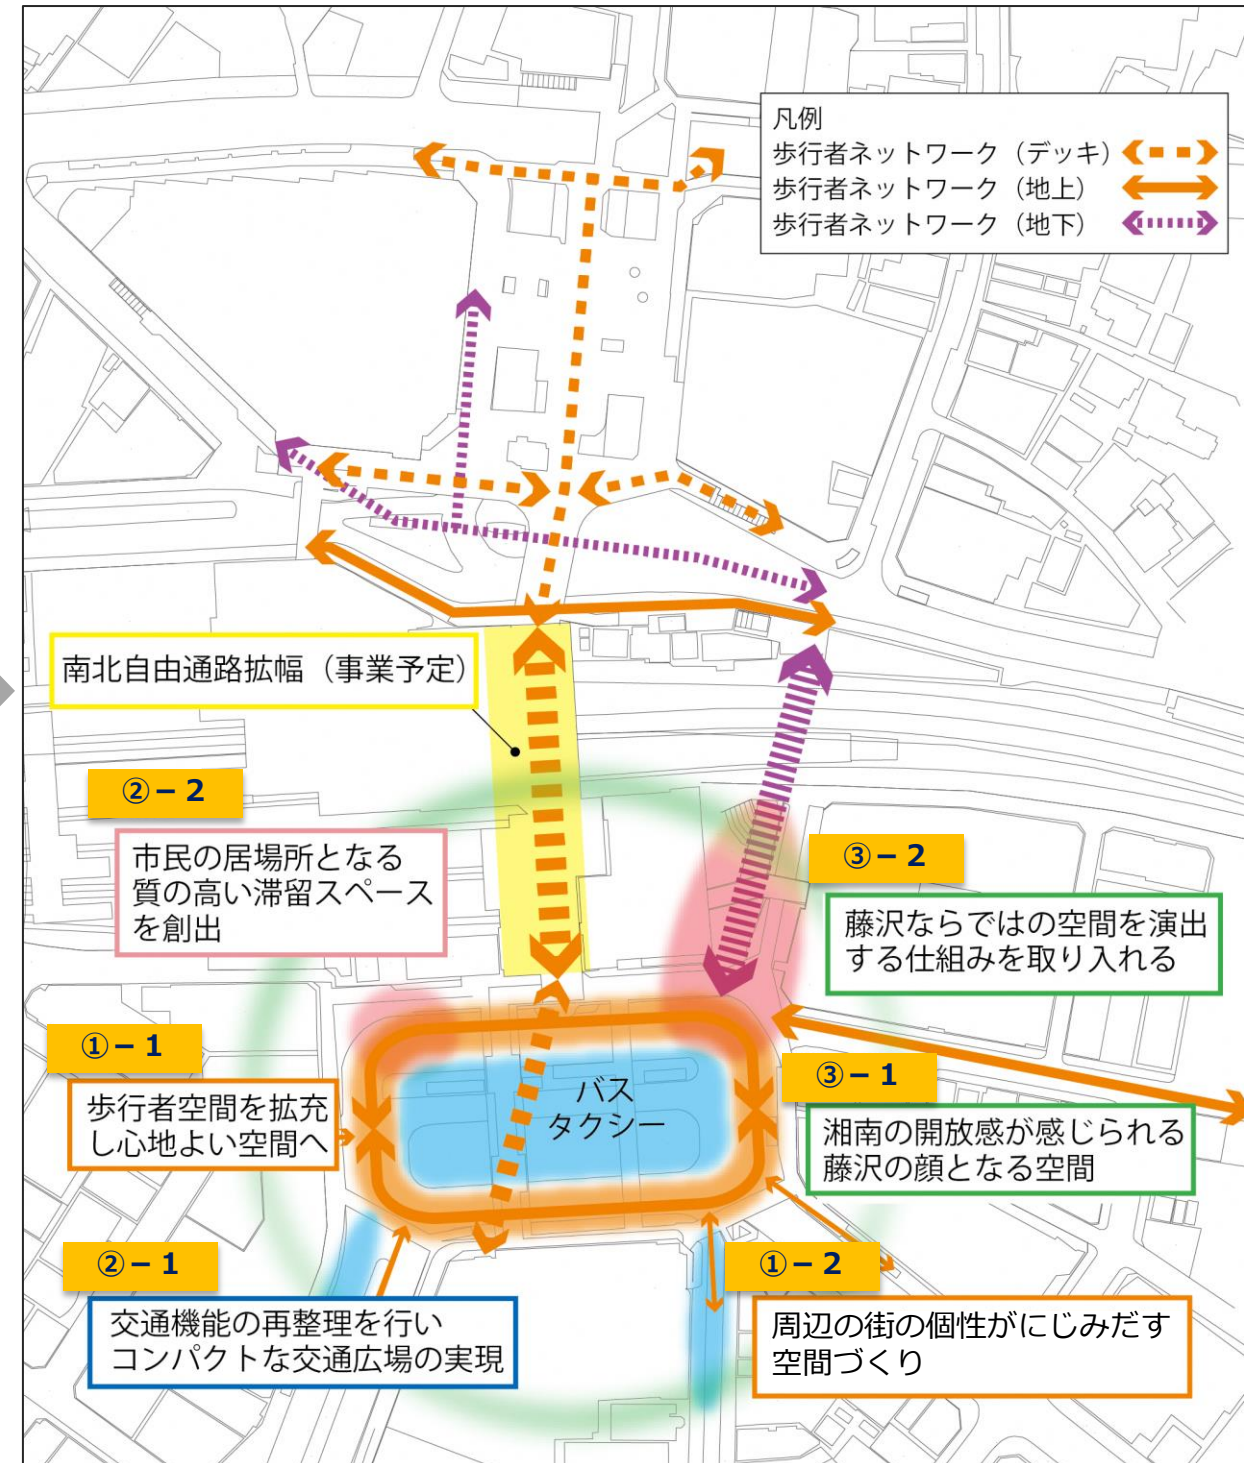 凡例
歩行者ネットワーク（デッキ）
歩行者ネットワーク（地上）
歩行者ネットワーク（地下）
南北自由通路拡幅（事業予定）
②－２
市民の居場所となる
質の高い滞留スペース
を創出
③－２
藤沢ならではの空間を演出
する仕組みを取り入れる
①－１
歩行者空間を拡充
し心地よい空間へ
バス
タクシー
③－１
湘南の開放感が感じられる
藤沢の顔となる空間
②－１
交通機能の再整理を行い
コンパクトな交通広場の実現
①－２
周辺の街の個性がにじみだす
空間づくり